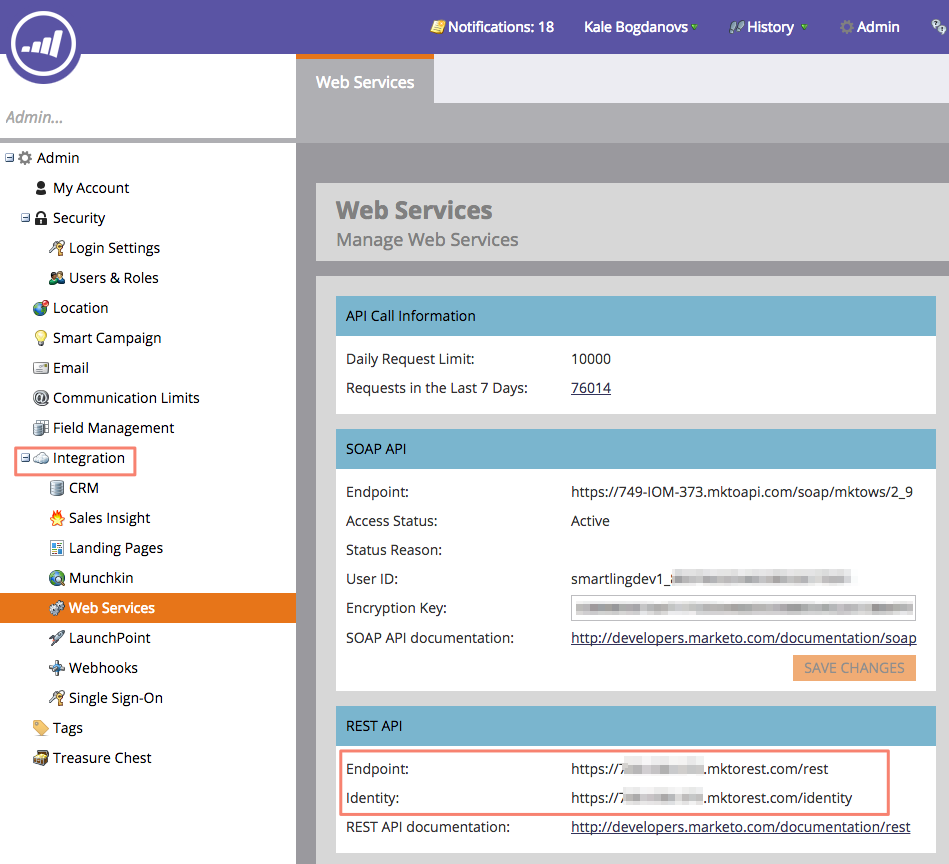 Notifications: 18 Kale Bogdanovs History Admin
Web Services
Admin...
Admin
My Account
Security
Login Settings
Users & Roles
Location
Smart Campaign
Email
Communication Limits
Field Management
Integration
CRM
Sales Insight
Landing Pages
Munchkin
Web Services
LaunchPoint
Webhooks
Single Sign-On
Tags
Treasure Chest
Web Services
Manage Web Services
API Call Information
Daily Request Limit: 10000
Requests in the Last 7 Days: 76014
SOAP API
Endpoint: https://749-IOM-373.mktoapi.com/soap/mktows/2_9
Access Status: Active
Status Reason:
User ID: smartlingdev1_
Encryption Key:
SOAP API documentation: http://developers.marketo.com/documentation/soap
SAVE CHANGES
REST API
Endpoint: https://7 .mktorest.com/rest
Identity: https://7 .mktorest.com/identity
REST API documentation: http://developers.marketo.com/documentation/rest